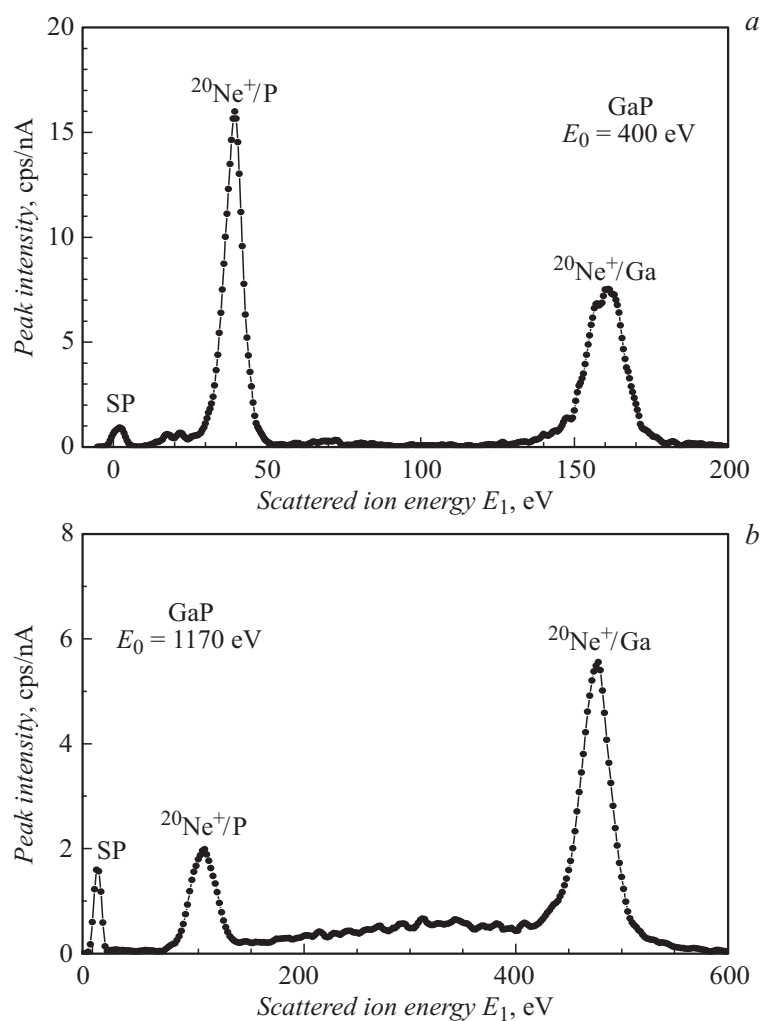 a
20
²⁰Ne⁺/P
GaP
E₀ = 400 eV
15
Peak intensity, cps/nA
10
²⁰Ne⁺/Ga
5
SP
0
0 50 100 150 200
Scattered ion energy E₁, eV
b
8
GaP
E₀ = 1170 eV
²⁰Ne⁺/Ga
6
Peak intensity, cps/nA
4
²⁰Ne⁺/P
SP
2
0
0 200 400 600
Scattered ion energy E₁, eV